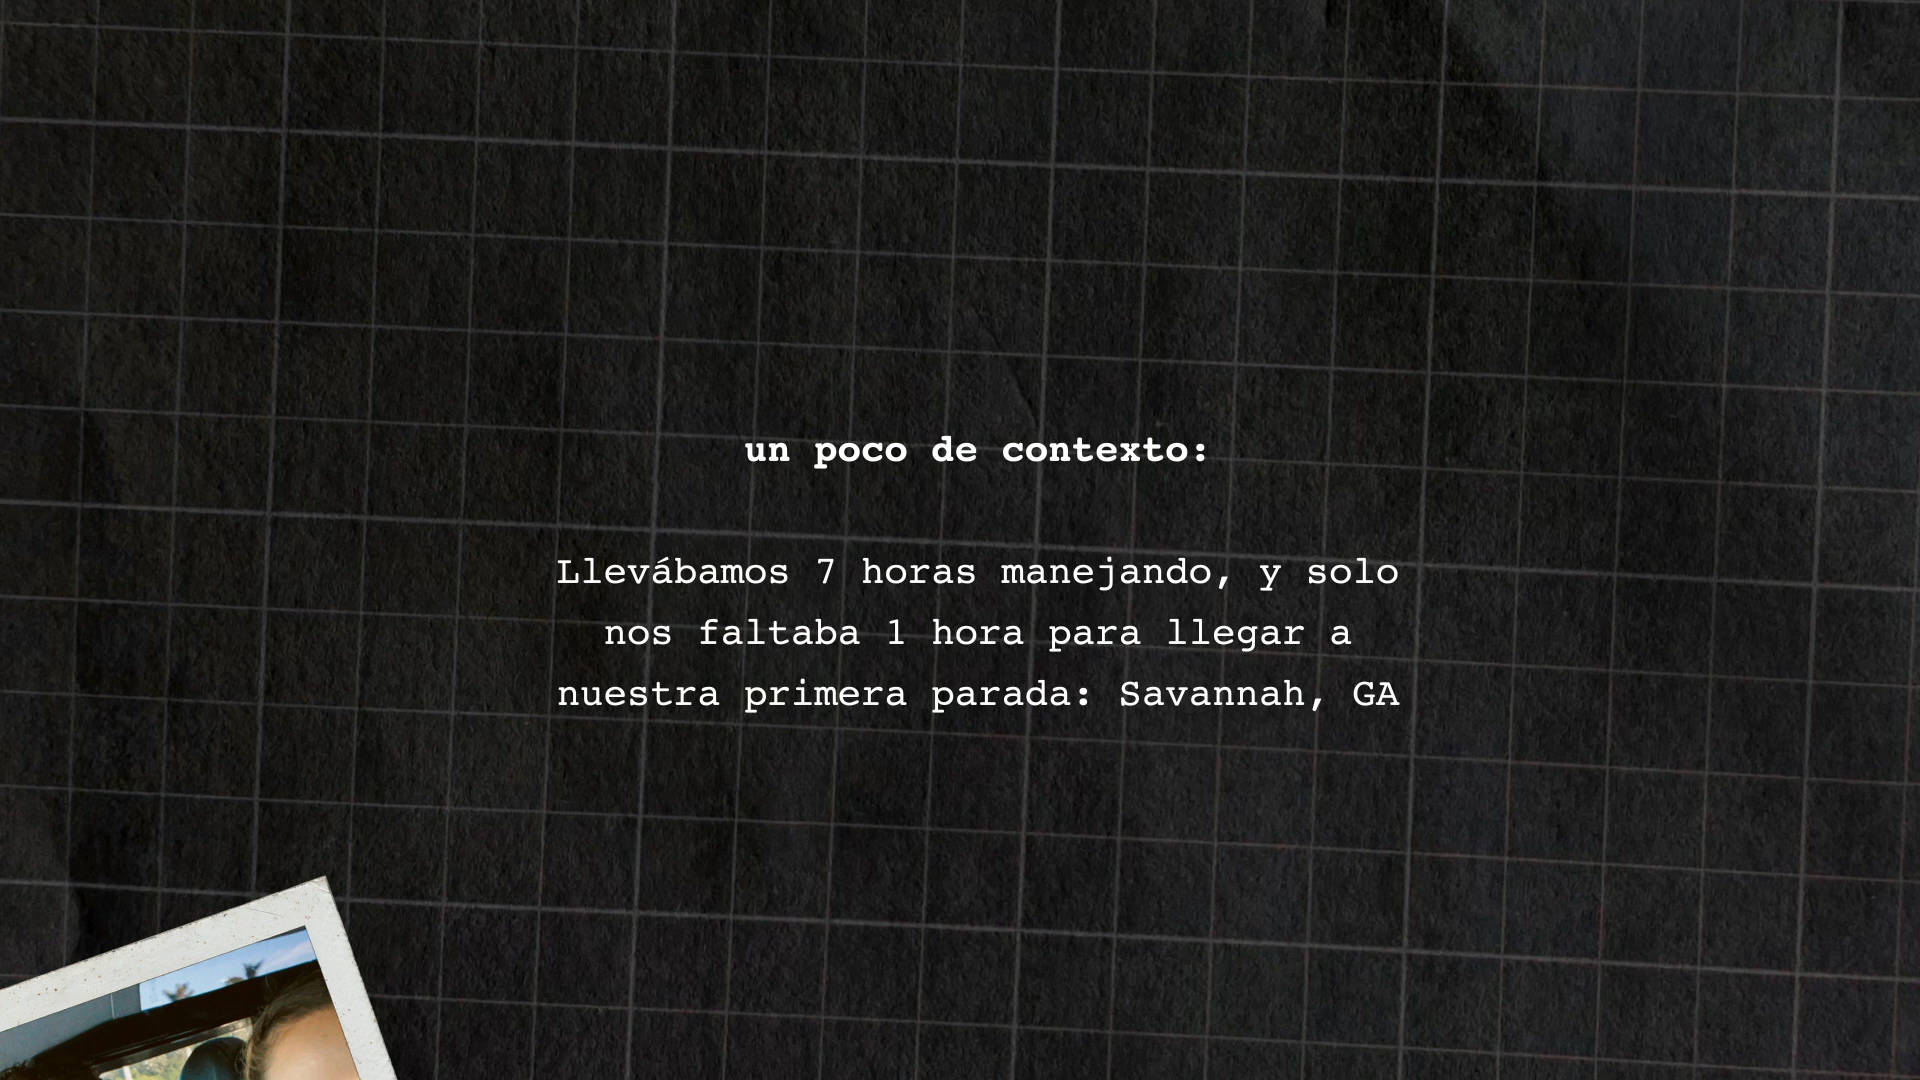 un poco de contexto:
Llevábamos 7 horas manejando, y solo
nos faltaba 1 hora para llegar a
nuestra primera parada: Savannah, GA